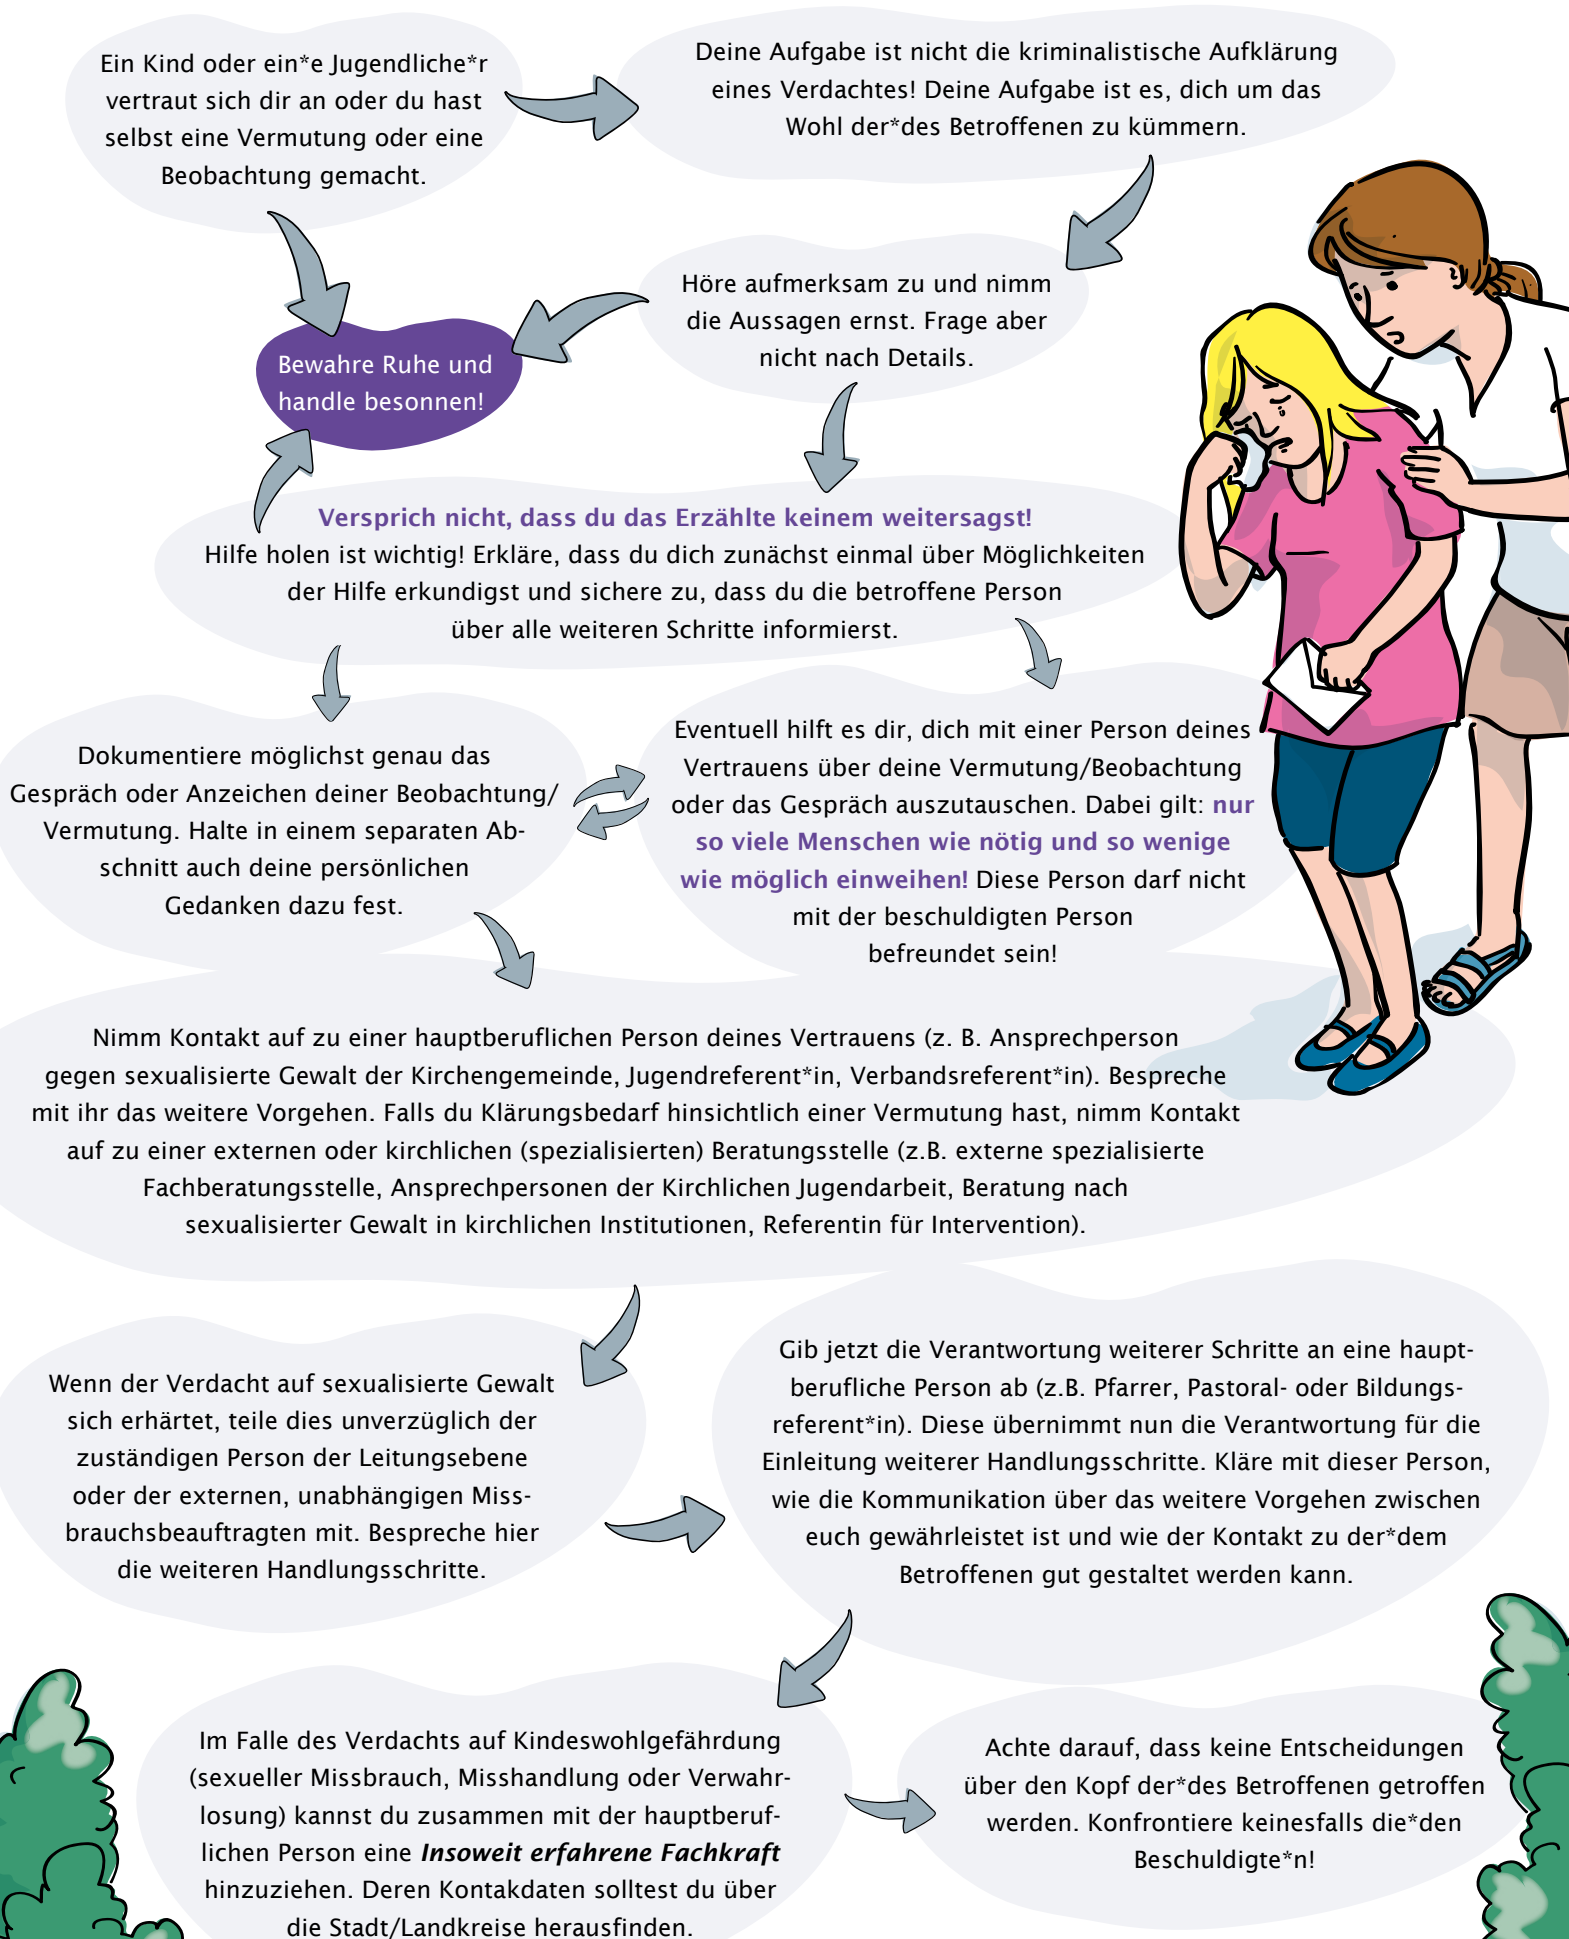 Ein Kind oder ein*e Jugendliche*r
vertraut sich dir an oder du hast
selbst eine Vermutung oder eine
Beobachtung gemacht.
Deine Aufgabe ist nicht die kriminalistische Aufklärung
eines Verdachtes! Deine Aufgabe ist es, dich um das
Wohl der*des Betroffenen zu kümmern.
Höre aufmerksam zu und nimm
die Aussagen ernst. Frage aber
nicht nach Details.
Bewahre Ruhe und
handle besonnen!
Versprich nicht, dass du das Erzählte keinem weitersagst!
Hilfe holen ist wichtig! Erkläre, dass du dich zunächst einmal über Möglichkeiten
der Hilfe erkundigst und sichere zu, dass du die betroffene Person
über alle weiteren Schritte informierst.
Dokumentiere möglichst genau das
Gespräch oder Anzeichen deiner Beobachtung/
Vermutung. Halte in einem separaten Ab-
schnitt auch deine persönlichen
Gedanken dazu fest.
Eventuell hilft es dir, dich mit einer Person deines
Vertrauens über deine Vermutung/Beobachtung
oder das Gespräch auszutauschen. Dabei gilt: nur
so viele Menschen wie nötig und so wenige
wie möglich einweihen! Diese Person darf nicht
mit der beschuldigten Person
befreundet sein!
Nimm Kontakt auf zu einer hauptberuflichen Person deines Vertrauens (z. B. Ansprechperson
gegen sexualisierte Gewalt der Kirchengemeinde, Jugendreferent*in, Verbandsreferent*in). Bespreche
mit ihr das weitere Vorgehen. Falls du Klärungsbedarf hinsichtlich einer Vermutung hast, nimm Kontakt
auf zu einer externen oder kirchlichen (spezialisierten) Beratungsstelle (z.B. externe spezialisierte
Fachberatungsstelle, Ansprechpersonen der Kirchlichen Jugendarbeit, Beratung nach
sexualisierter Gewalt in kirchlichen Institutionen, Referentin für Intervention).
Wenn der Verdacht auf sexualisierte Gewalt
sich erhärtet, teile dies unverzüglich der
zuständigen Person der Leitungsebene
oder der externen, unabhängigen Miss-
brauchsbeauftragten mit. Bespreche hier
die weiteren Handlungsschritte.
Gib jetzt die Verantwortung weiterer Schritte an eine haupt-
berufliche Person ab (z.B. Pfarrer, Pastoral- oder Bildungs-
referent*in). Diese übernimmt nun die Verantwortung für die
Einleitung weiterer Handlungsschritte. Kläre mit dieser Person,
wie die Kommunikation über das weitere Vorgehen zwischen
euch gewährleistet ist und wie der Kontakt zu der*dem
Betroffenen gut gestaltet werden kann.
Im Falle des Verdachts auf Kindeswohlgefährdung
(sexueller Missbrauch, Misshandlung oder Verwahr-
losung) kannst du zusammen mit der hauptberuf-
lichen Person eine Insoweit erfahrene Fachkraft
hinzuziehen. Deren Kontakdaten solltest du über
die Stadt/Landkreise herausfinden.
Achte darauf, dass keine Entscheidungen
über den Kopf der*des Betroffenen getroffen
werden. Konfrontiere keinesfalls die*den
Beschuldigte*n!